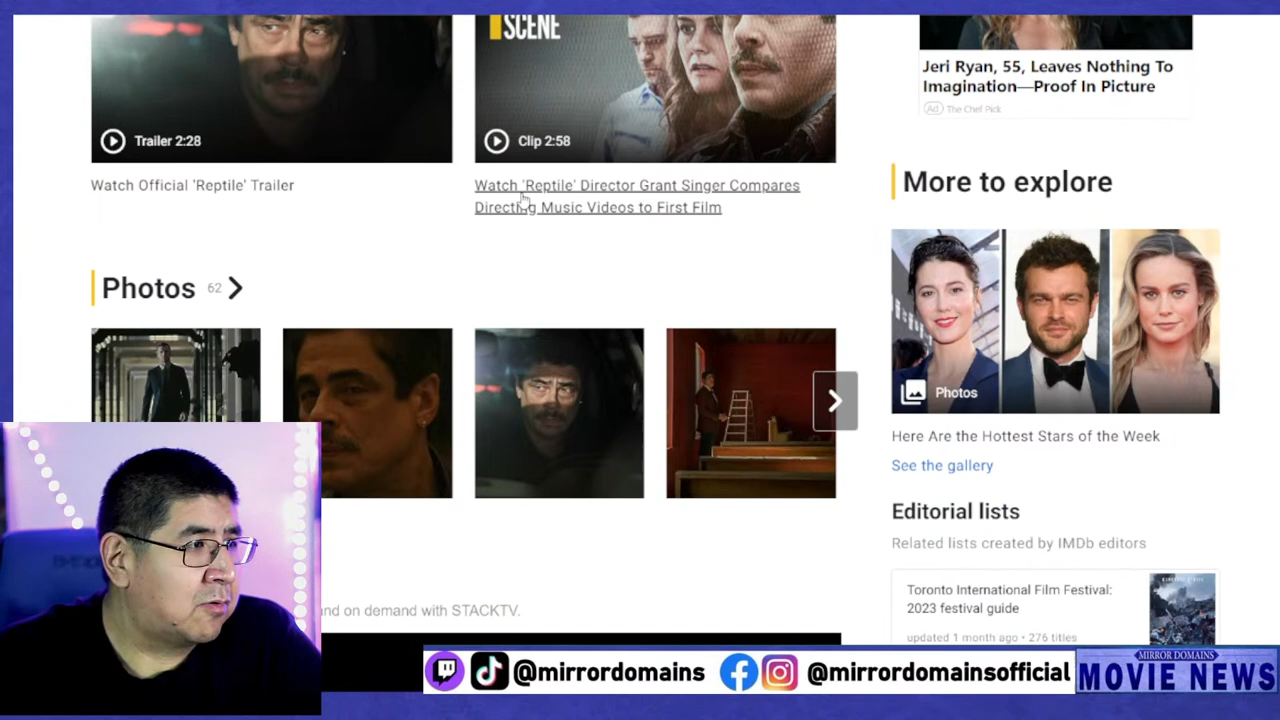 SCENE
Trailer 2:28
Clip 2:58
Watch Official 'Reptile' Trailer
Watch 'Reptile' Director Grant Singer Compares
Directing Music Videos to First Film
Photos 62
nd on demand with STACKTV.
Jeri Ryan, 55, Leaves Nothing To
Imagination—Proof In Picture
Ad The Chef Pick
More to explore
Photos
Here Are the Hottest Stars of the Week
See the gallery
Editorial lists
Related lists created by IMDb editors
Toronto International Film Festival:
2023 festival guide
updated 1 month ago • 276 titles
@mirrordomains @mirrordomainsofficial
MIRROR DOMAINS
MOVIE NEWS